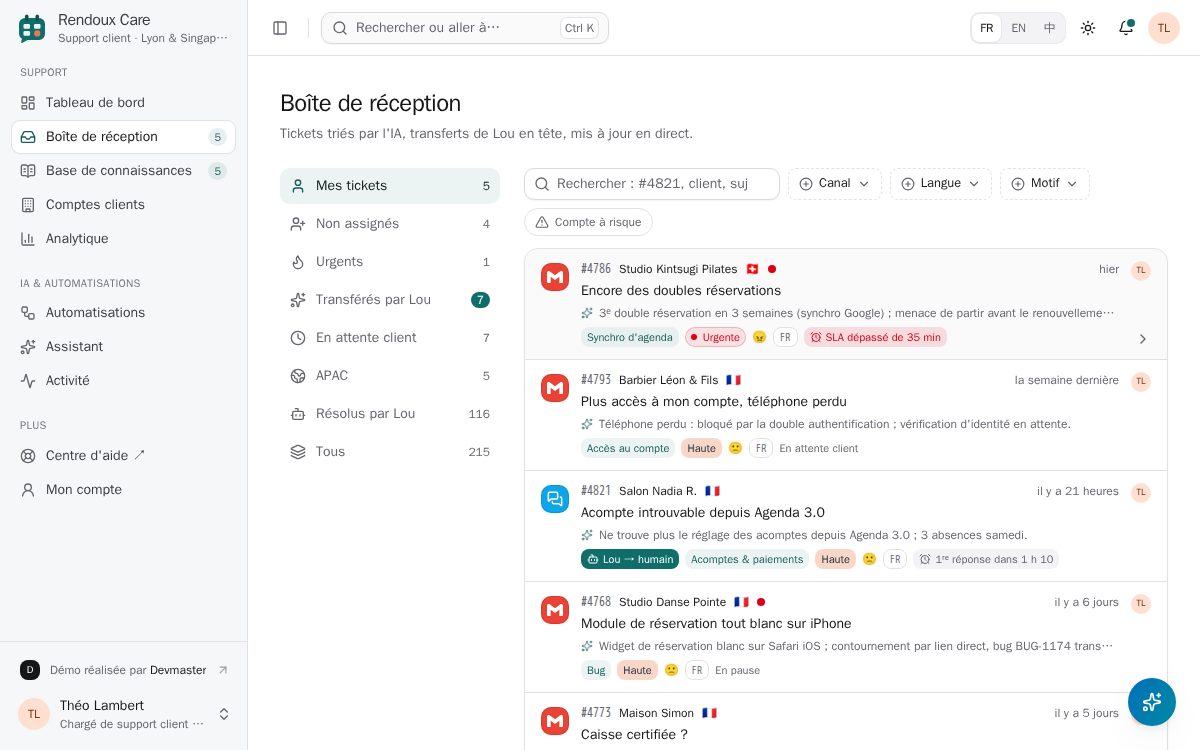 Rendoux Care
Support client · Lyon & Singap…
SUPPORT
Tableau de bord
Boîte de réception 5
Base de connaissances 5
Comptes clients
Analytique
IA & AUTOMATISATIONS
Automatisations
Assistant
Activité
PLUS
Centre d'aide ↗
Mon compte
D Démo réalisée par Devmaster
TL Théo Lambert
Chargé de support client …
Rechercher ou aller à… Ctrl K
FR EN 中 TL
Boîte de réception
Tickets triés par l'IA, transferts de Lou en tête, mis à jour en direct.
Mes tickets 5
Non assignés 4
Urgents 1
Transférés par Lou 7
En attente client 7
APAC 5
Résolus par Lou 116
Tous 215
Rechercher : #4821, client, suj
Canal Langue Motif
Compte à risque
#4786 Studio Kintsugi Pilates hier TL
Encore des doubles réservations
3ᵉ double réservation en 3 semaines (synchro Google) ; menace de partir avant le renouvelleme…
Synchro d'agenda Urgente FR SLA dépassé de 35 min
#4793 Barbier Léon & Fils la semaine dernière TL
Plus accès à mon compte, téléphone perdu
Téléphone perdu : bloqué par la double authentification ; vérification d'identité en attente.
Accès au compte Haute FR En attente client
#4821 Salon Nadia R. il y a 21 heures TL
Acompte introuvable depuis Agenda 3.0
Ne trouve plus le réglage des acomptes depuis Agenda 3.0 ; 3 absences samedi.
Lou → humain Acomptes & paiements Haute FR 1ʳᵉ réponse dans 1 h 10
#4768 Studio Danse Pointe il y a 6 jours TL
Module de réservation tout blanc sur iPhone
Widget de réservation blanc sur Safari iOS ; contournement par lien direct, bug BUG-1174 trans…
Bug Haute FR En pause
#4773 Maison Simon il y a 5 jours TL
Caisse certifiée ?